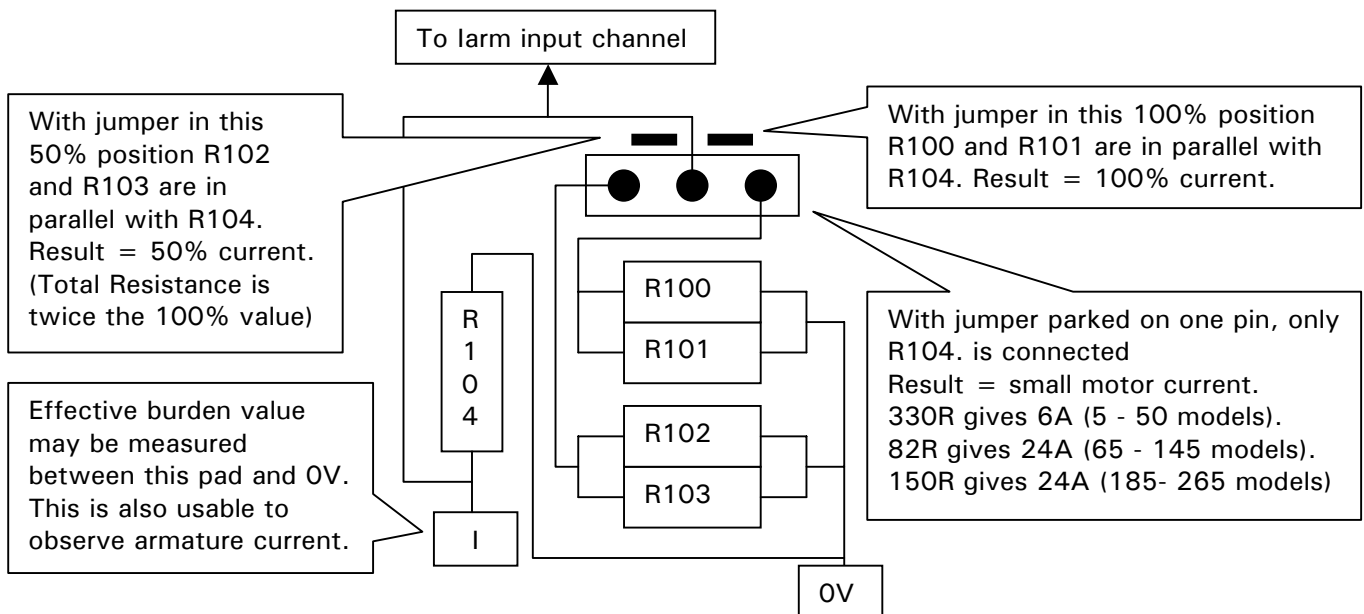 To Iarm input channel
With jumper in this
50% position R102
and R103 are in
parallel with R104.
Result = 50% current.
(Total Resistance is
twice the 100% value)
With jumper in this 100% position
R100 and R101 are in parallel with
R104. Result = 100% current.
R104
R100
R101
R102
R103
With jumper parked on one pin, only
R104. is connected
Result = small motor current.
330R gives 6A (5 - 50 models).
82R gives 24A (65 - 145 models).
150R gives 24A (185- 265 models)
Effective burden value
may be measured
between this pad and 0V.
This is also usable to
observe armature current.
I
0V